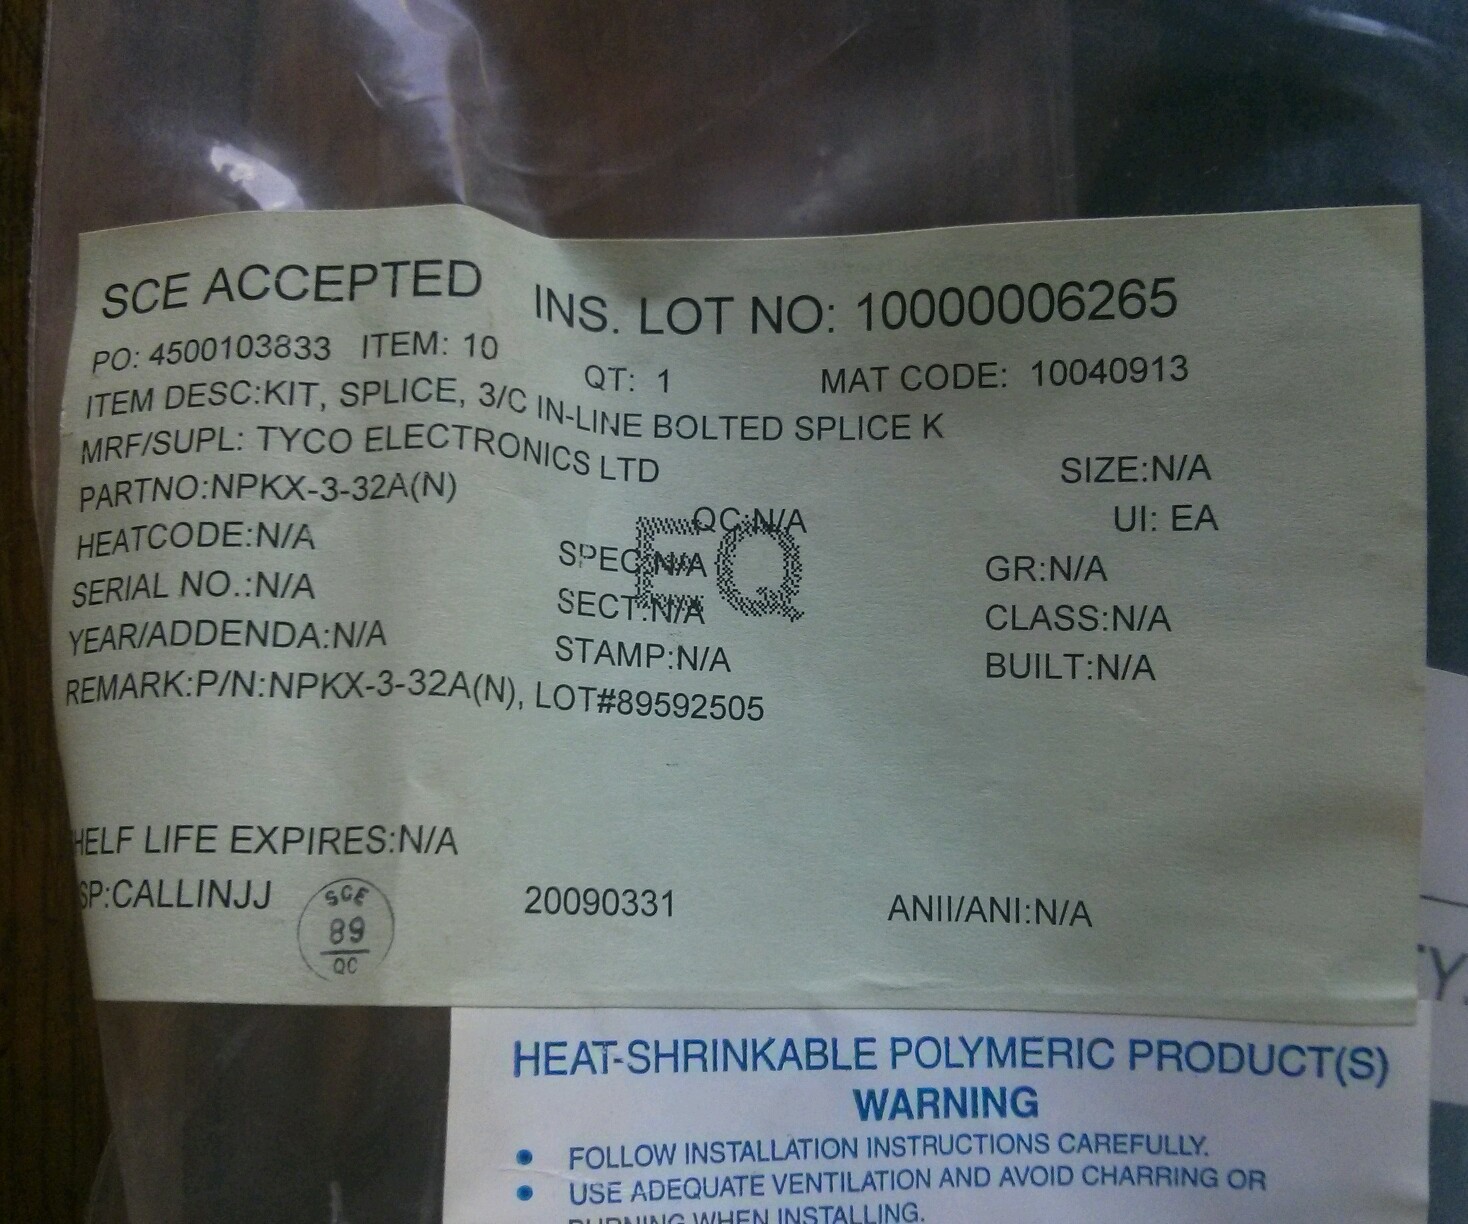 SCE ACCEPTED INS. LOT NO: 10000006265
PO: 4500103833 ITEM: 10 QT: 1 MAT CODE: 10040913
ITEM DESC:KIT, SPLICE, 3/C IN-LINE BOLTED SPLICE K
MRF/SUPL: TYCO ELECTRONICS LTD SIZE:N/A
PARTNO:NPKX-3-32A(N) QC:N/A UI: EA
HEATCODE:N/A SPEC:N/A GR:N/A
EQ
SERIAL NO.:N/A SECT:N/A CLASS:N/A
YEAR/ADDENDA:N/A STAMP:N/A BUILT:N/A
REMARK:P/N:NPKX-3-32A(N), LOT#89592505
HELF LIFE EXPIRES:N/A
SP:CALLINJJ 20090331 ANII/ANI:N/A
SCE
89
QC
HEAT-SHRINKABLE POLYMERIC PRODUCT(S)
WARNING
• FOLLOW INSTALLATION INSTRUCTIONS CAREFULLY.
• USE ADEQUATE VENTILATION AND AVOID CHARRING OR
BURNING WHEN INSTALLING.